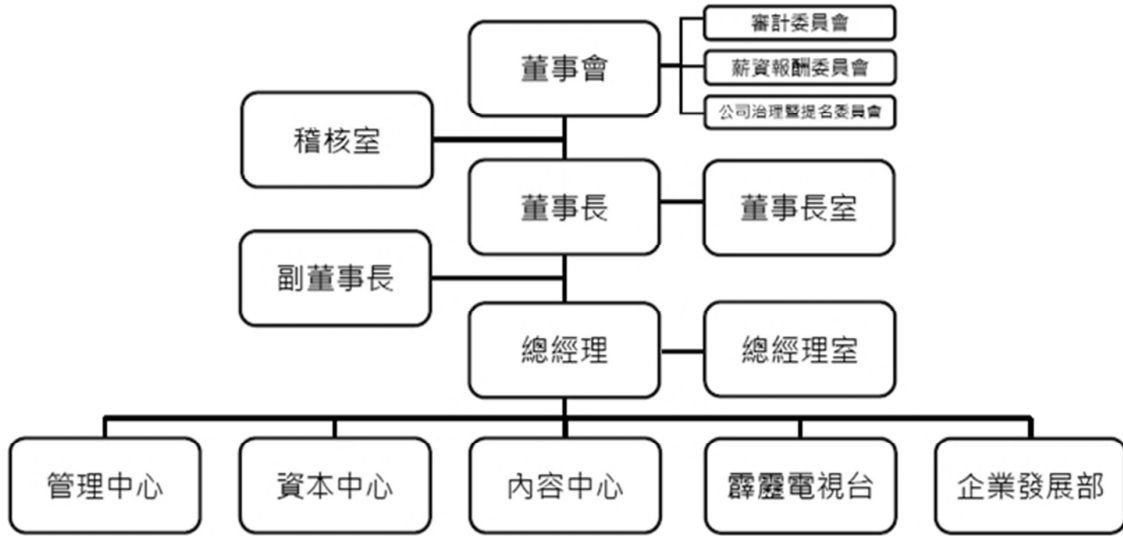 審計委員會
董事會
薪資報酬委員會
公司治理暨提名委員會
稽核室
董事長
董事長室
副董事長
總經理
總經理室
管理中心
資本中心
內容中心
霹靂電視台
企業發展部